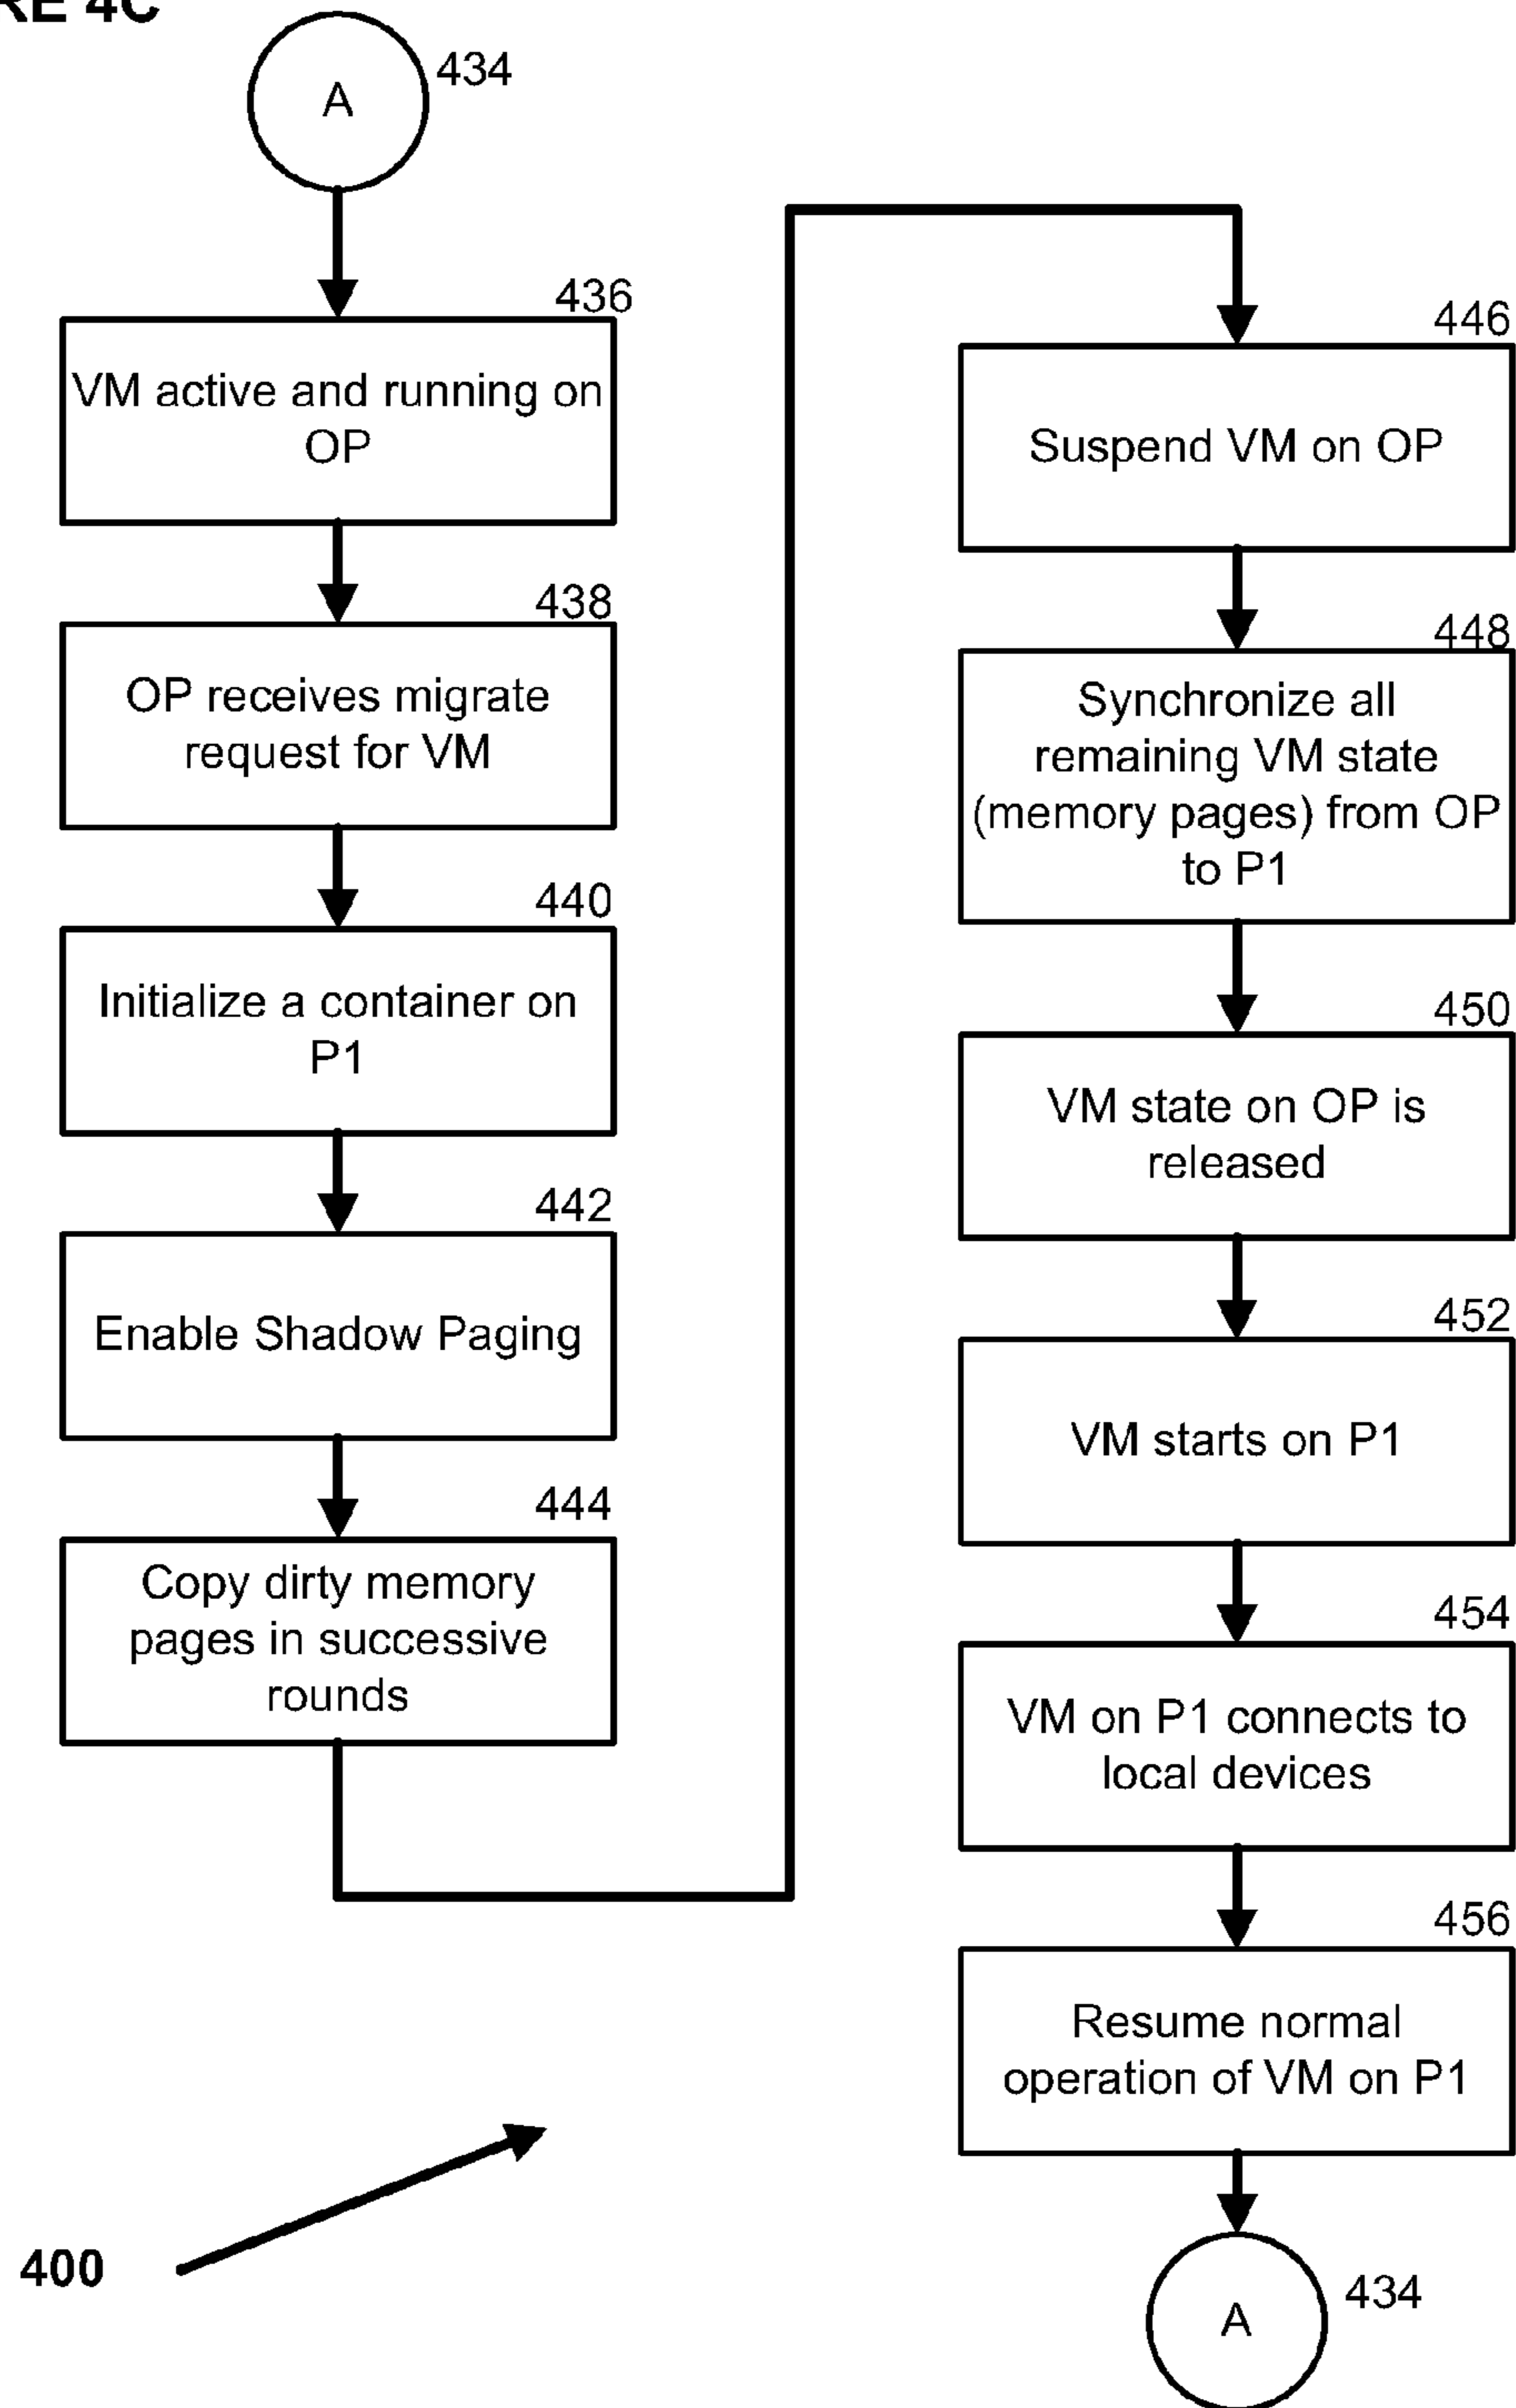 RE 4C
A
434
436
VM active and running on
OP
438
OP receives migrate
request for VM
440
Initialize a container on
P1
442
Enable Shadow Paging
444
Copy dirty memory
pages in successive
rounds
446
Suspend VM on OP
448
Synchronize all
remaining VM state
(memory pages) from OP
to P1
450
VM state on OP is
released
452
VM starts on P1
454
VM on P1 connects to
local devices
456
Resume normal
operation of VM on P1
A
434
400